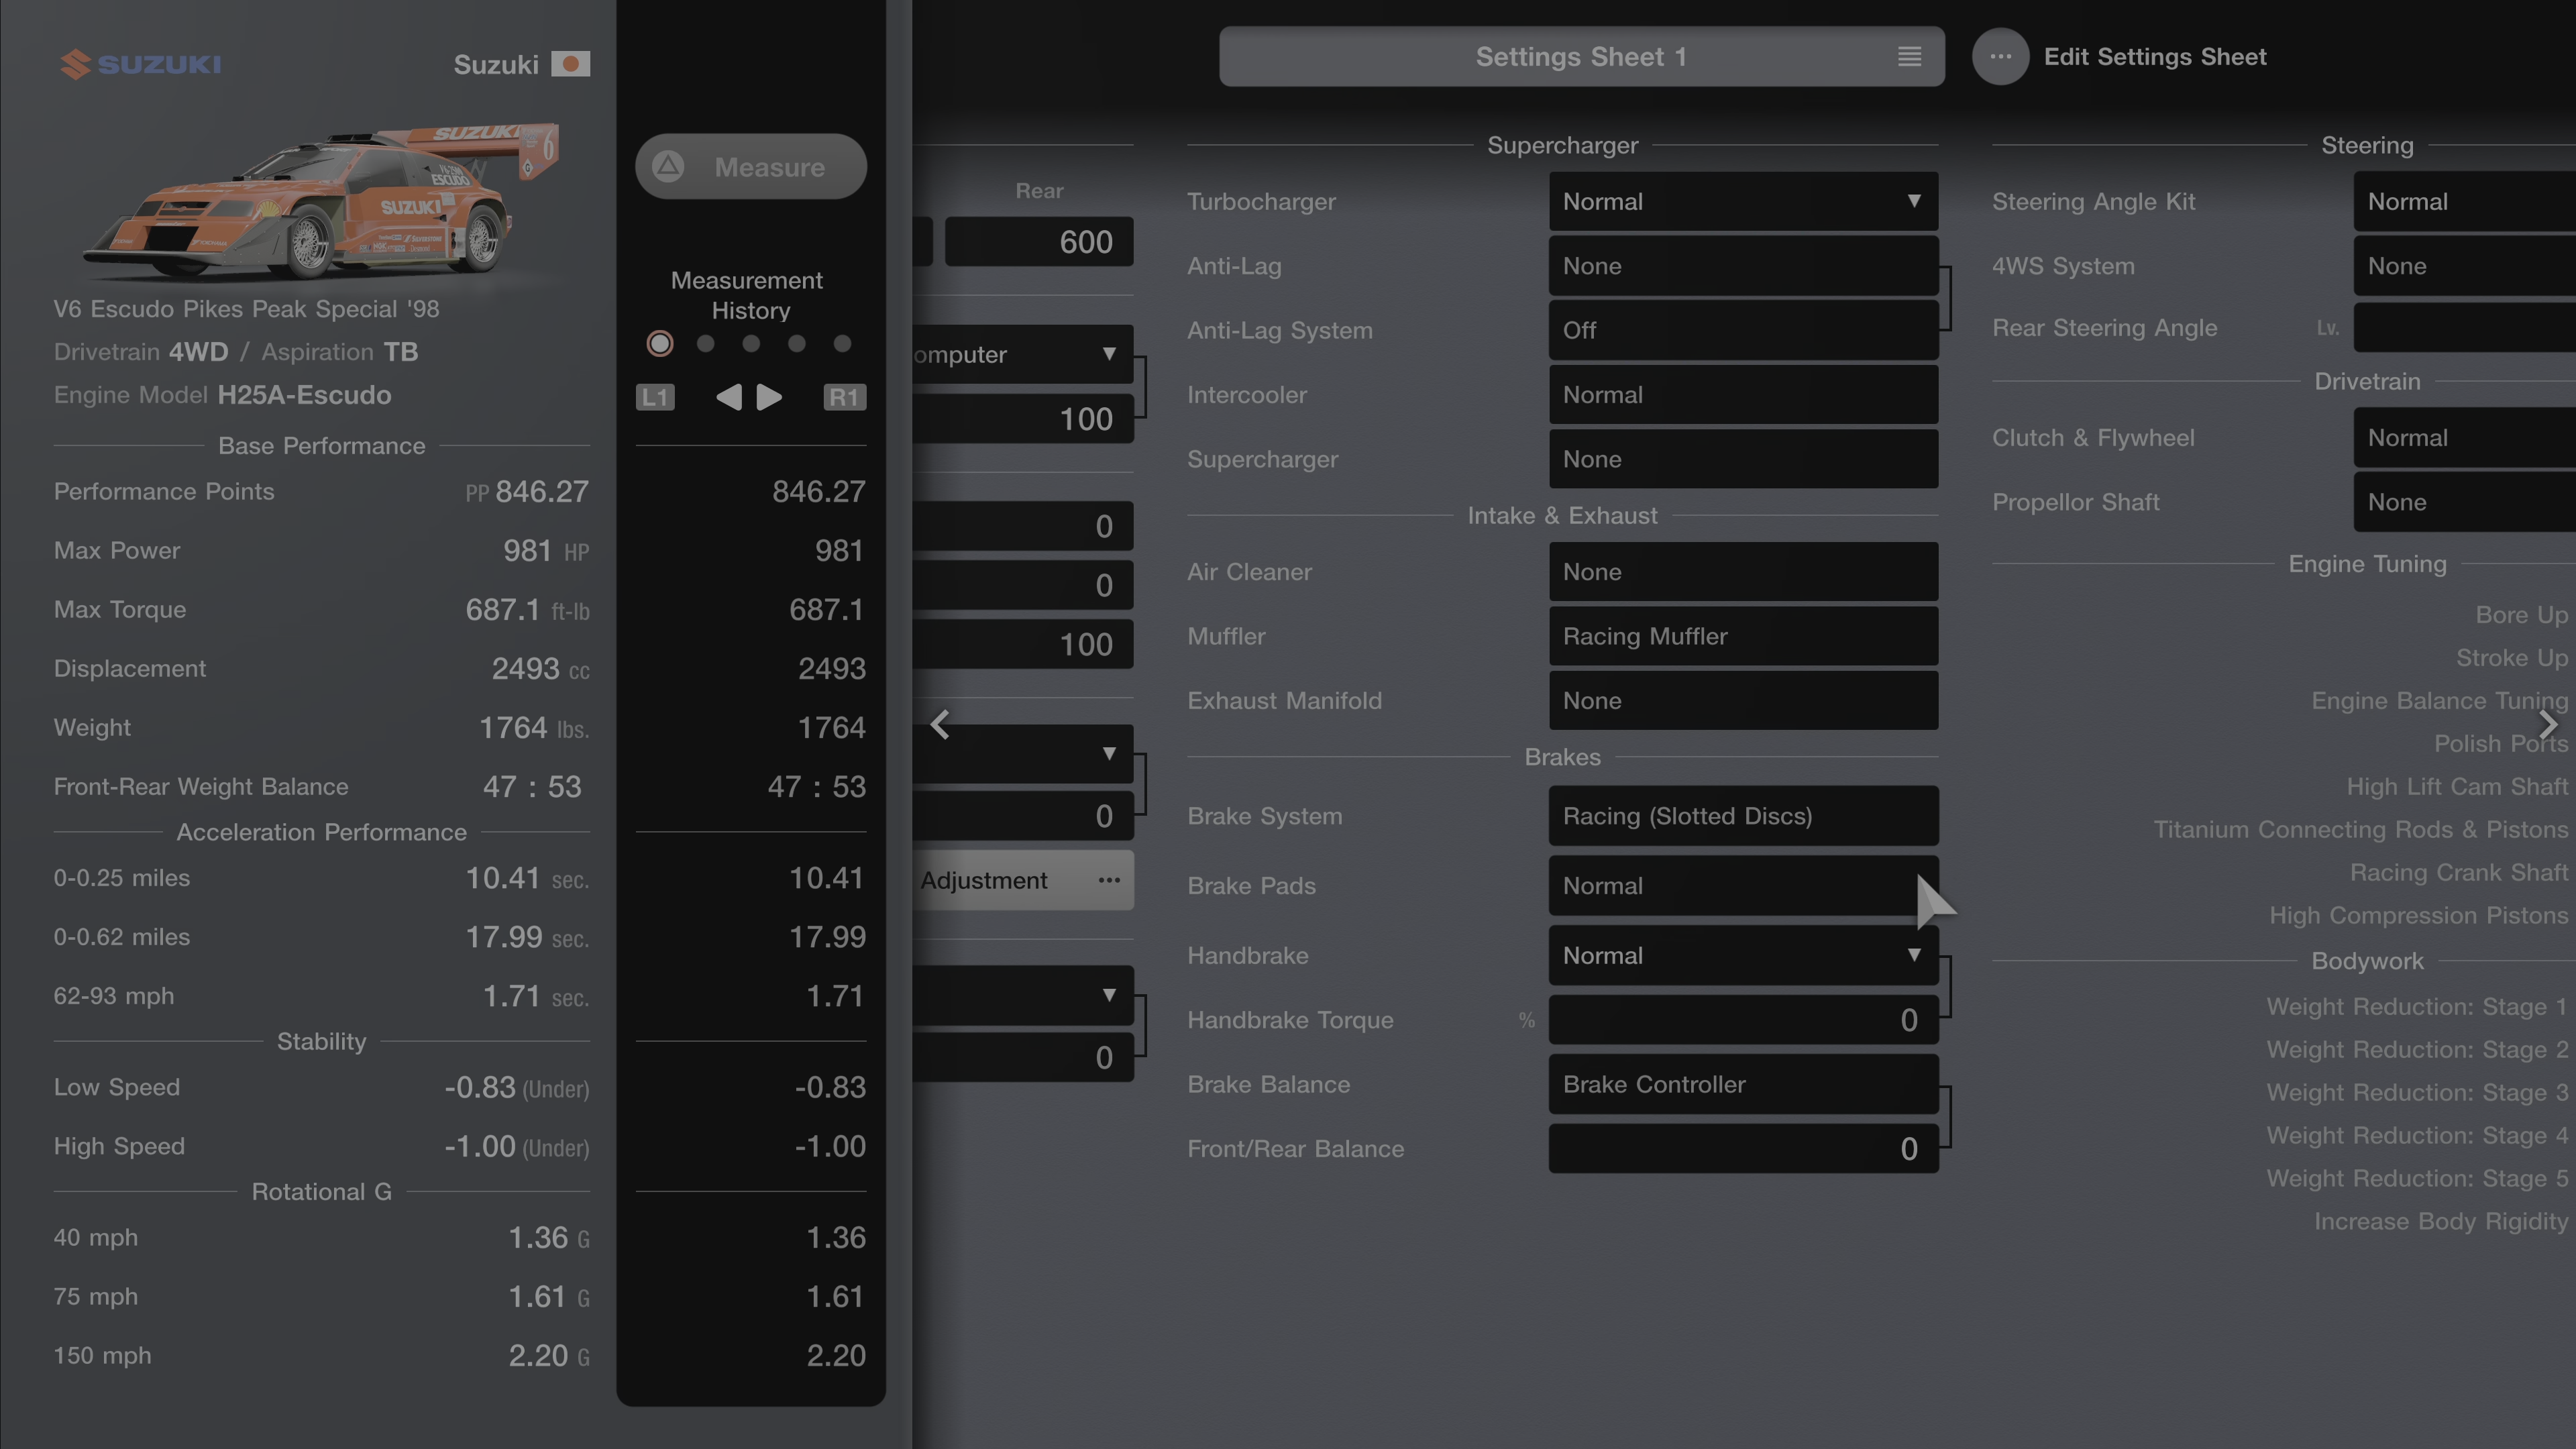 SUZUKI
Suzuki
SUZUKI
6
ESCUDO
SUZUKI
V6 Escudo Pikes Peak Special '98
Drivetrain 4WD / Aspiration TB
Engine Model H25A-Escudo
Base Performance
Performance Points PP 846.27
Max Power 981 HP
Max Torque 687.1 ft-lb
Displacement 2493 cc
Weight 1764 lbs.
Front-Rear Weight Balance 47 : 53
Acceleration Performance
0-0.25 miles 10.41 sec.
0-0.62 miles 17.99 sec.
62-93 mph 1.71 sec.
Stability
Low Speed -0.83 (Under)
High Speed -1.00 (Under)
Rotational G
40 mph 1.36 G
75 mph 1.61 G
150 mph 2.20 G
Measure
Measurement
History
L1 R1
846.27
981
687.1
2493
1764
47 : 53
10.41
17.99
1.71
-0.83
-1.00
1.36
1.61
2.20
Settings Sheet 1
Edit Settings Sheet
Rear
600
omputer
100
0
0
100
0
Adjustment
0
Supercharger
Turbocharger Normal
Anti-Lag None
Anti-Lag System Off
Intercooler Normal
Supercharger None
Intake & Exhaust
Air Cleaner None
Muffler Racing Muffler
Exhaust Manifold None
Brakes
Brake System Racing (Slotted Discs)
Brake Pads Normal
Handbrake Normal
Handbrake Torque % 0
Brake Balance Brake Controller
Front/Rear Balance 0
Steering
Steering Angle Kit Normal
4WS System None
Rear Steering Angle Lv.
Drivetrain
Clutch & Flywheel Normal
Propellor Shaft None
Engine Tuning
Bore Up
Stroke Up
Engine Balance Tuning
Polish Ports
High Lift Cam Shaft
Titanium Connecting Rods & Pistons
Racing Crank Shaft
High Compression Pistons
Bodywork
Weight Reduction: Stage 1
Weight Reduction: Stage 2
Weight Reduction: Stage 3
Weight Reduction: Stage 4
Weight Reduction: Stage 5
Increase Body Rigidity